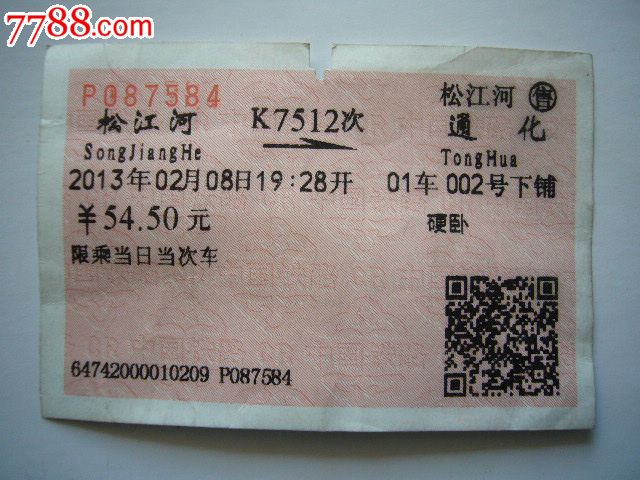 7788.com
P087584
松江河 售
松江河 K7512次 通化
SongJiangHe TongHua
2013年02月08日19:28开 01车002号下铺
￥54.50元 硬卧
限乘当日当次车
64742000010209 P087584